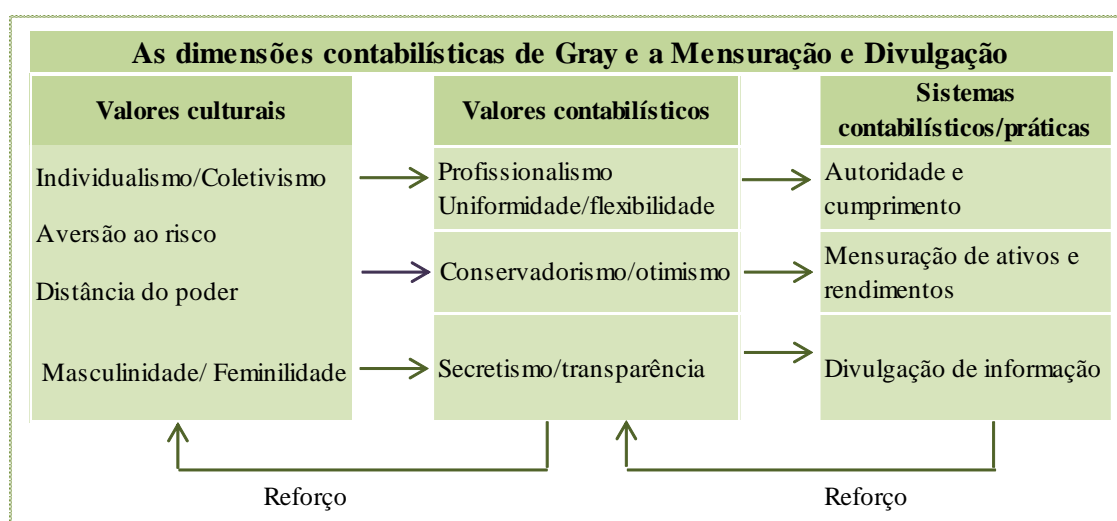 As dimensões contabilísticas de Gray e a Mensuração e Divulgação
Valores culturais
Individualismo/Coletivismo
Aversão ao risco
Distância do poder
Masculinidade/ Feminilidade
Valores contabilísticos
Profissionalismo
Uniformidade/flexibilidade
Conservadorismo/otimismo
Secretismo/transparência
Sistemas
contabilísticos/práticas
Autoridade e
cumprimento
Mensuração de ativos e
rendimentos
Divulgação de informação
Reforço
Reforço